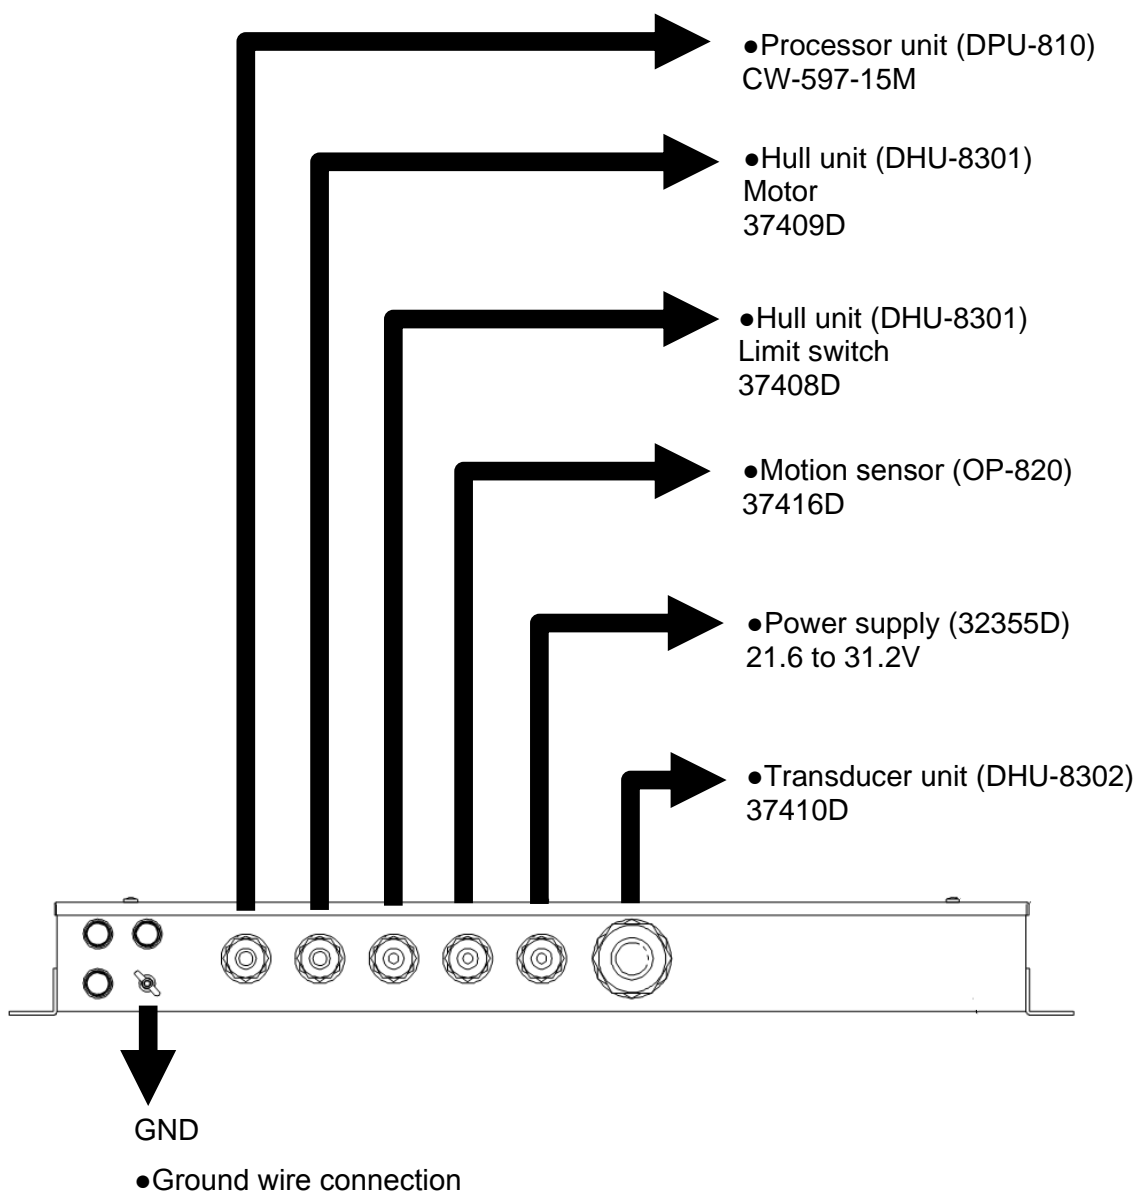 ●Processor unit (DPU-810)
CW-597-15M
●Hull unit (DHU-8301)
Motor
37409D
●Hull unit (DHU-8301)
Limit switch
37408D
●Motion sensor (OP-820)
37416D
●Power supply (32355D)
21.6 to 31.2V
●Transducer unit (DHU-8302)
37410D
GND
●Ground wire connection